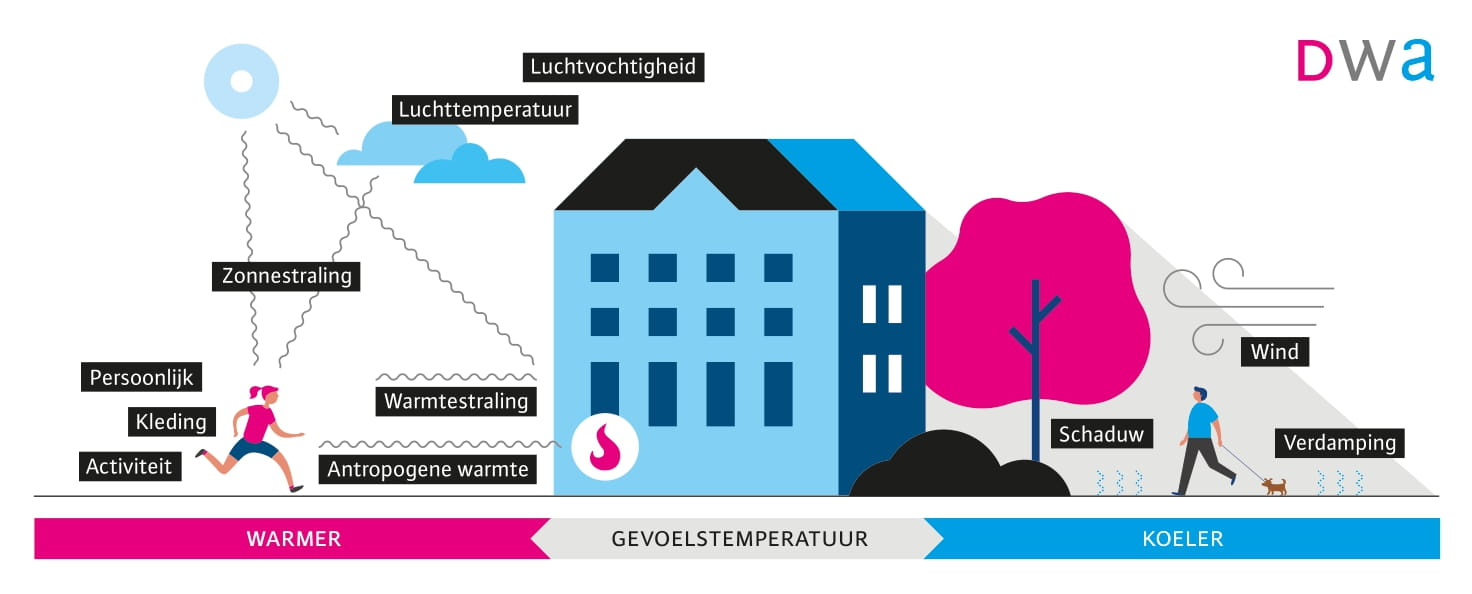 Luchtvochtigheid
DWa
Luchttemperatuur
Zonnestraling
Wind
Persoonlijk
Warmtestraling
Kleding
Schaduw
Verdamping
Activiteit
Antropogene warmte
WARMER
GEVOELSTEMPERATUUR
KOELER